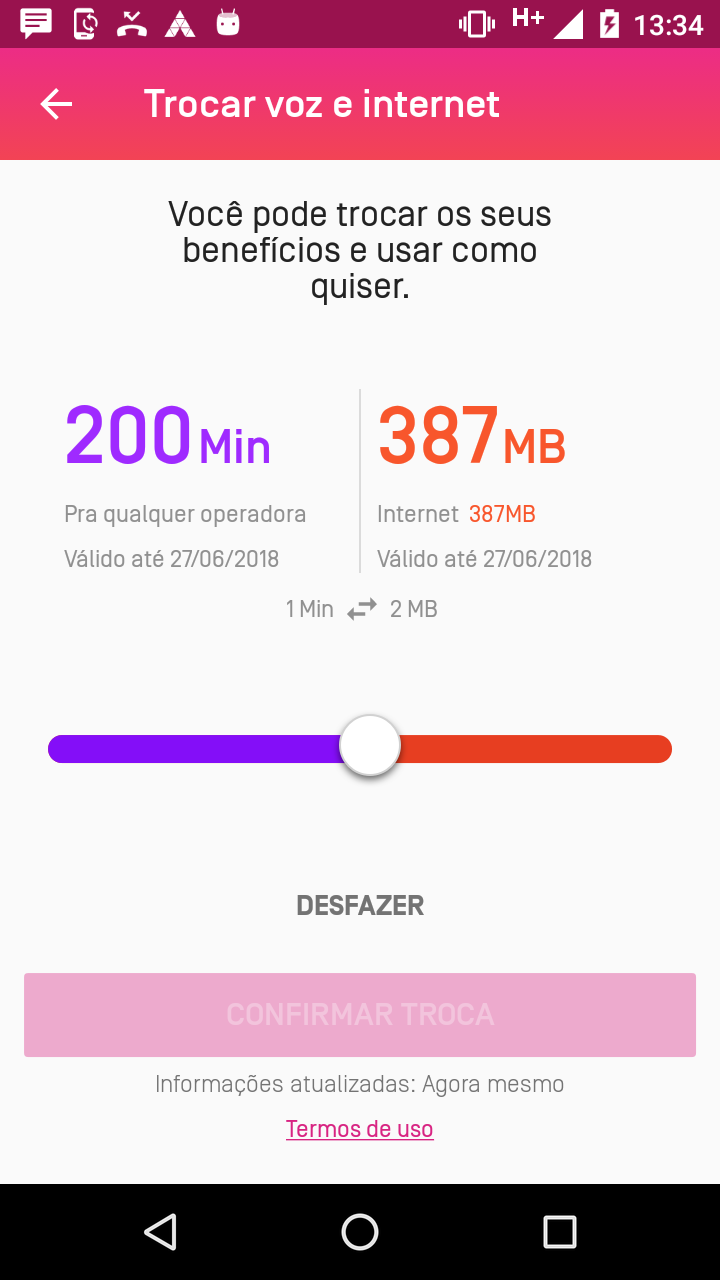 H+ 13:34
Trocar voz e internet
Você pode trocar os seus
benefícios e usar como
quiser.
200 Min
Pra qualquer operadora
Válido até 27/06/2018
387 MB
Internet 387MB
Válido até 27/06/2018
1 Min 2 MB
DESFAZER
CONFIRMAR TROCA
Informações atualizadas: Agora mesmo
Termos de uso